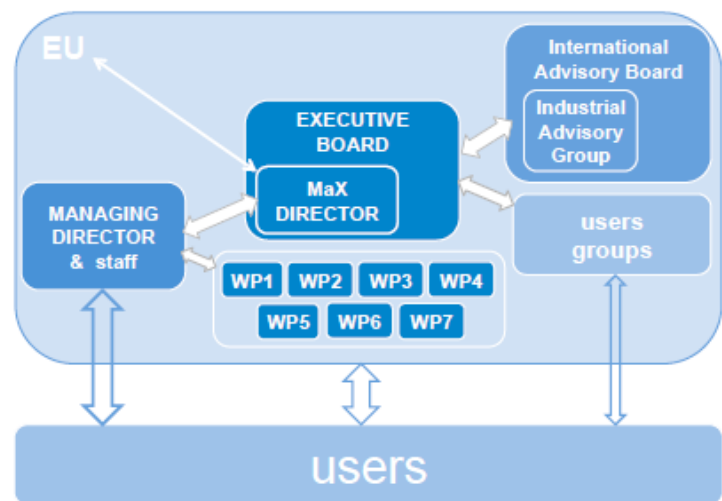 EU
International
Advisory Board
Industrial
Advisory
Group
EXECUTIVE
BOARD
MaX
DIRECTOR
MANAGING
DIRECTOR
& staff
users
groups
WP1 WP2 WP3 WP4
WP5 WP6 WP7
users